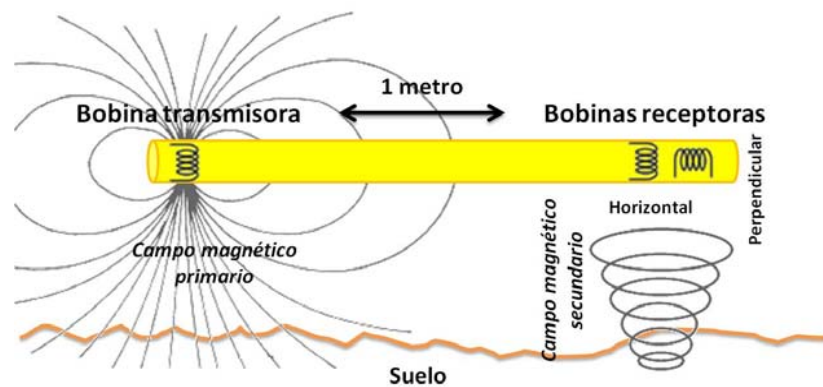 1 metro
Bobina transmisora
Bobinas receptoras
Perpendicular
Horizontal
Campo magnético
primario
Campo magnético
secundario
Suelo